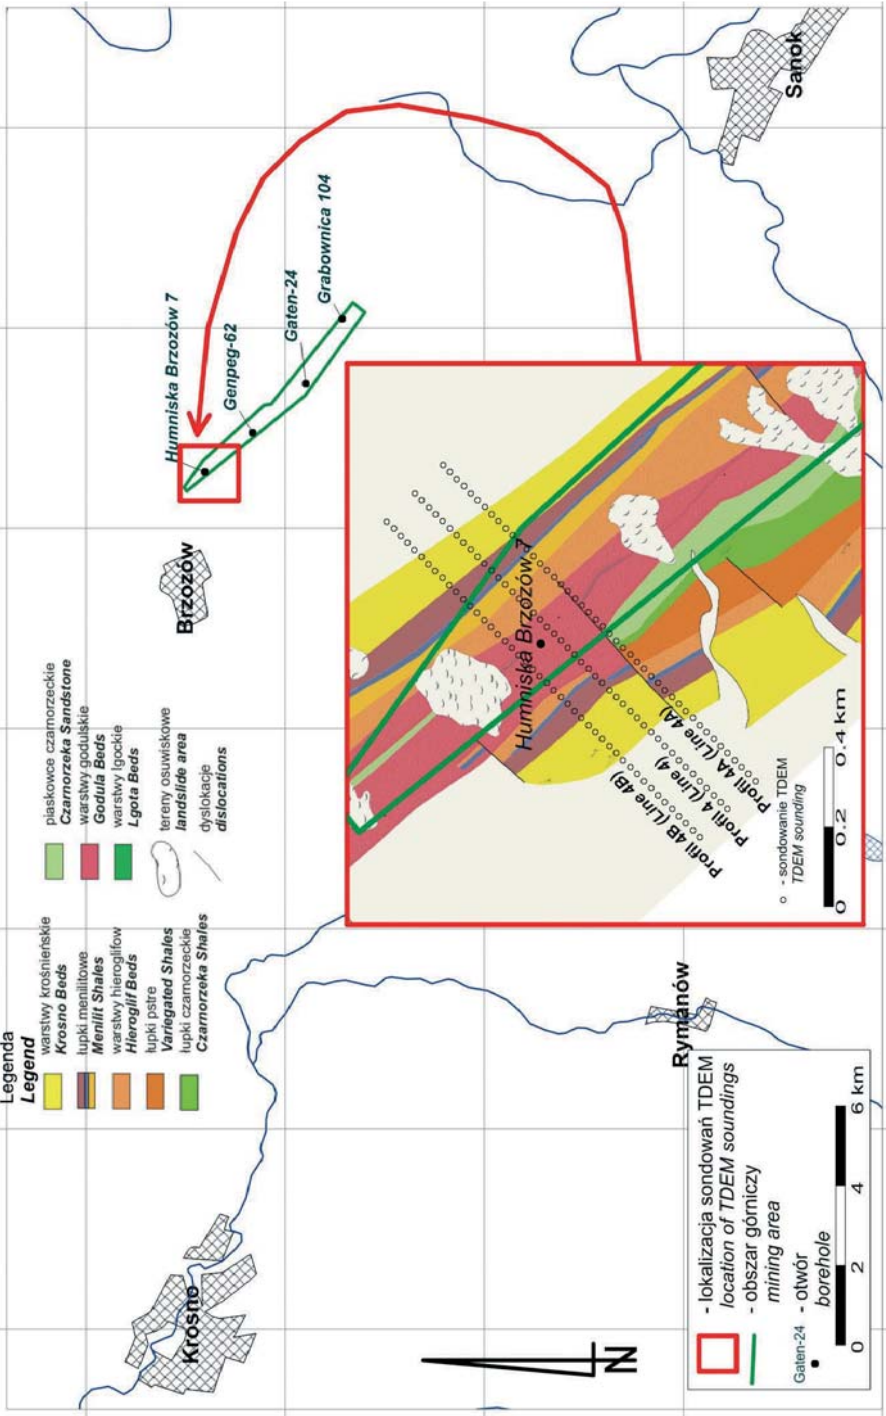 Legenda
Legend
warstwy krośnieńskie
Krosno Beds
łupki menilitowe
Menilit Shales
warstwy hieroglifow
Hieroglif Beds
łupki pstre
Variegated Shales
łupki czarnorzeckie
Czarnorzeka Shales
piaskowce czarnorzeckie
Czarnorzeka Sandstone
warstwy godulskie
Godula Beds
warstwy lgockie
Lgota Beds
tereny osuwiskowe
landslide area
dyslokacje
dislocations
Krosno
Brzozów
Humniska Brzozów 7
Genpeg-62
Gaten-24
Grabownica 104
Sanok
Rymanów
Humniska Brzozów 7
Profil 4B (Line 4B)
Profil 4 (Line 4)
Profil 4A (Line 4A)
- sondowanie TDEM
TDEM sounding
0 0.2 0.4 km
N
- lokalizacja sondowań TDEM
location of TDEM soundings
- obszar górniczy
mining area
Gaten-24 - otwór
borehole
0 2 4 6 km